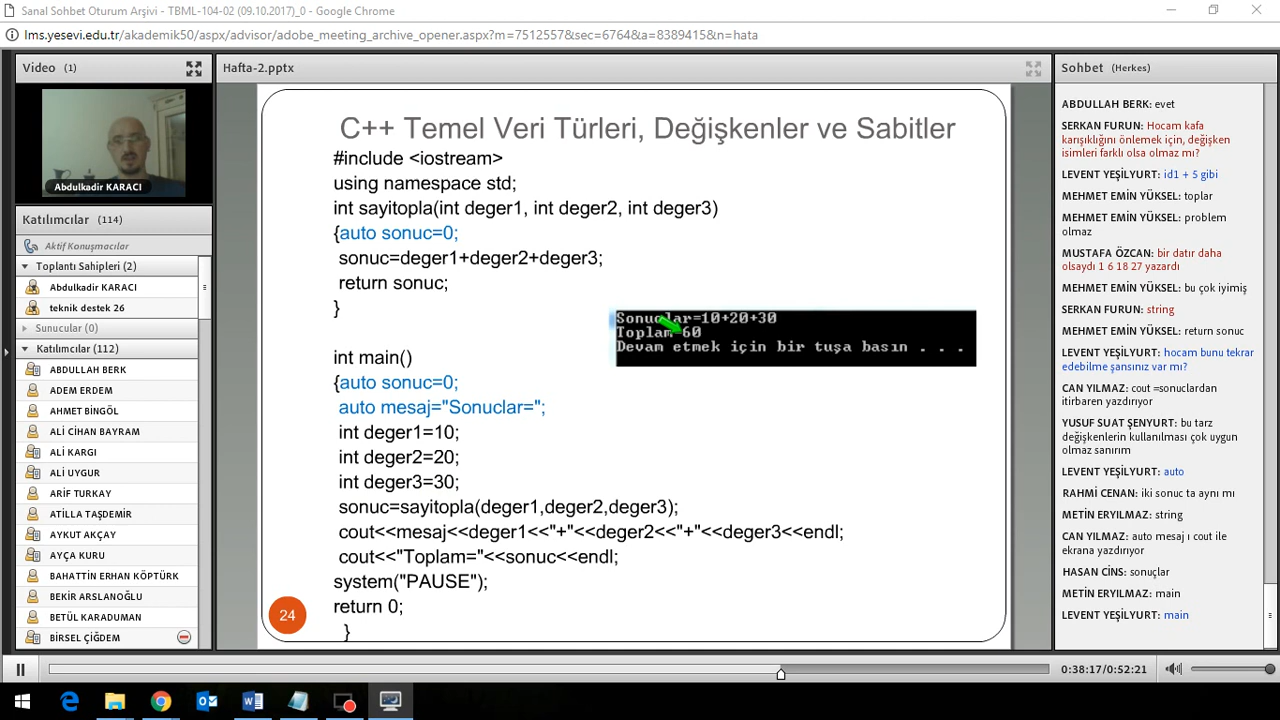 Sanal Sohbet Oturum Arşivi - TBML-104-02 (09.10.2017)_0 - Google Chrome
lms.yesevi.edu.tr/akademik50/aspx/advisor/adobe_meeting_archive_opener.aspx?m=7512557&sec=6764&a=8389415&n=hata
Video (1)
Abdulkadir KARACI
Katılımcılar (114)
Aktif Konuşmacılar
Toplantı Sahipleri (2)
Abdulkadir KARACI
teknik destek 26
Sunucular (0)
Katılımcılar (112)
ABDULLAH BERK
ADEM ERDEM
AHMET BİNGÖL
ALİ CİHAN BAYRAM
ALİ KARGI
ALİ UYGUR
ARİF TURKAY
ATİLLA TAŞDEMİR
AYKUT AKÇAY
AYÇA KURU
BAHATTİN ERHAN KÖPTÜRK
BEKİR ARSLANOĞLU
BETÜL KARADUMAN
BİRSEL ÇİĞDEM
Hafta-2.pptx
C++ Temel Veri Türleri, Değişkenler ve Sabitler
#include <iostream>
using namespace std;
int sayitopla(int deger1, int deger2, int deger3)
{auto sonuc=0;
sonuc=deger1+deger2+deger3;
return sonuc;
}
int main()
{auto sonuc=0;
auto mesaj="Sonuclar=";
int deger1=10;
int deger2=20;
int deger3=30;
sonuc=sayitopla(deger1,deger2,deger3);
cout<<mesaj<<deger1<<"+"<<deger2<<"+"<<deger3<<endl;
cout<<"Toplam="<<sonuc<<endl;
system("PAUSE");
return 0;
}
24
Sonuclar=10+20+30
Toplam=60
Devam etmek için bir tuşa basın . . .
Sohbet (Herkes)
ABDULLAH BERK: evet
SERKAN FURUN: Hocam kafa
karışıklığını önlemek için, değişken
isimleri farklı olsa olmaz mı?
LEVENT YEŞİLYURT: id1 + 5 gibi
MEHMET EMİN YÜKSEL: toplar
MEHMET EMİN YÜKSEL: problem
olmaz
MUSTAFA ÖZCAN: bir datır daha
olsaydı 1 6 18 27 yazardı
MEHMET EMİN YÜKSEL: bu çok iyimiş
SERKAN FURUN: string
MEHMET EMİN YÜKSEL: return sonuc
LEVENT YEŞİLYURT: hocam bunu tekrar
edebilme şansınız var mı?
CAN YILMAZ: cout =sonuclardan
itirbaren yazdırıyor
YUSUF SUAT ŞENYURT: bu tarz
değişkenlerin kullanılması çok uygun
olmaz sanırım
LEVENT YEŞİLYURT: auto
RAHMİ CENAN: iki sonuc ta aynı mı
METİN ERYILMAZ: string
CAN YILMAZ: auto mesaj ı cout ile
ekrana yazdırıyor
HASAN CİNS: sonuçlar
METİN ERYILMAZ: main
LEVENT YEŞİLYURT: main
0:38:17/0:52:21